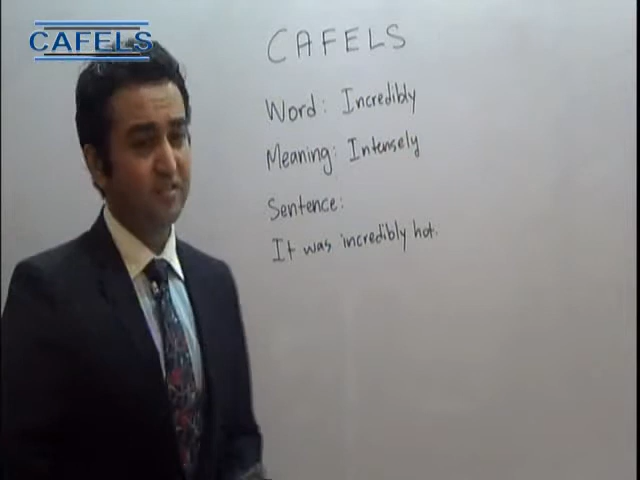 CAFELS
CAFELS
Word: Incredibly
Meaning: Intensely
Sentence:
It was incredibly hot.